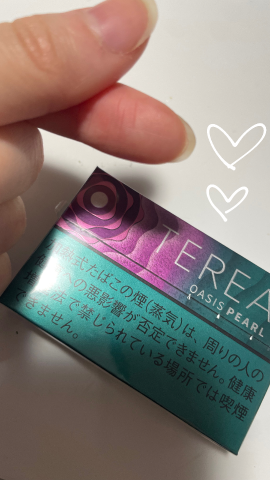 TEREA
OASIS PEARL
式たばこの煙(蒸気)は、周りの人の
の悪影響が否定できません。健康
法で禁じられている場所では喫煙
できません。